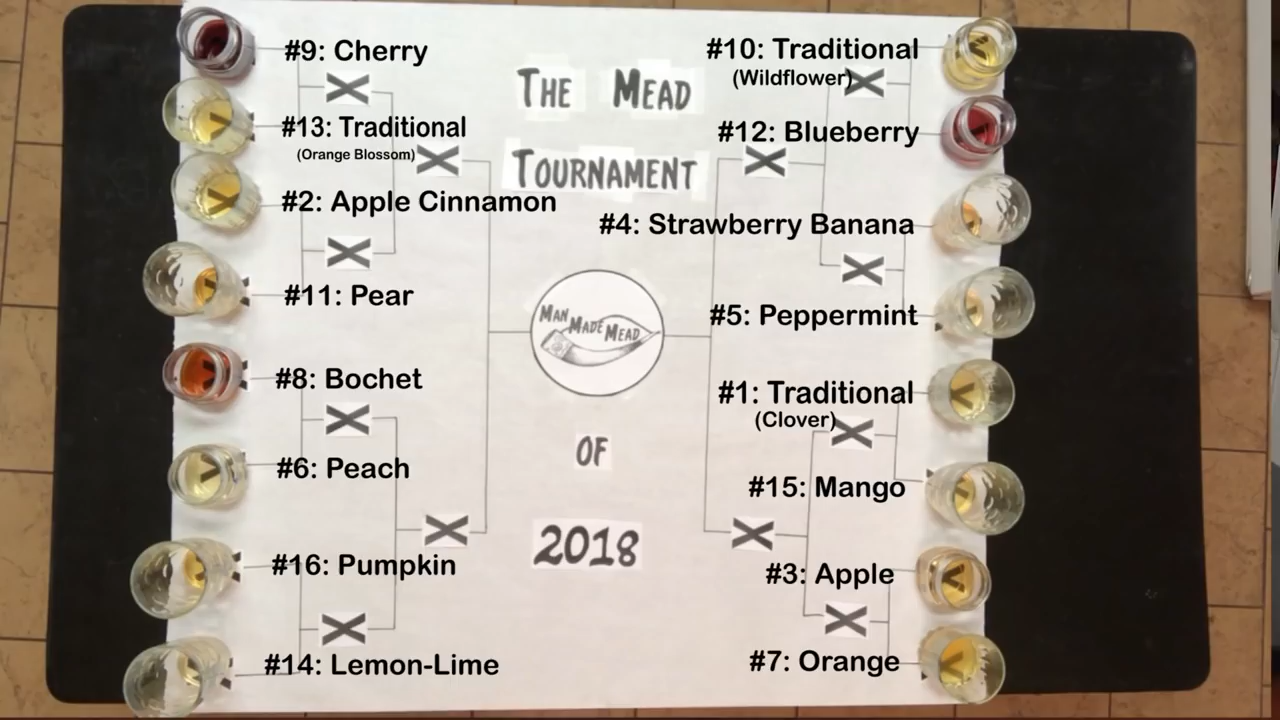 #9: Cherry
#13: Traditional
(Orange Blossom)
#2: Apple Cinnamon
#11: Pear
#8: Bochet
#6: Peach
#16: Pumpkin
#14: Lemon-Lime
THE MEAD
TOURNAMENT
MAN MADE MEAD
OF
2018
#10: Traditional
(Wildflower)
#12: Blueberry
#4: Strawberry Banana
#5: Peppermint
#1: Traditional
(Clover)
#15: Mango
#3: Apple
#7: Orange